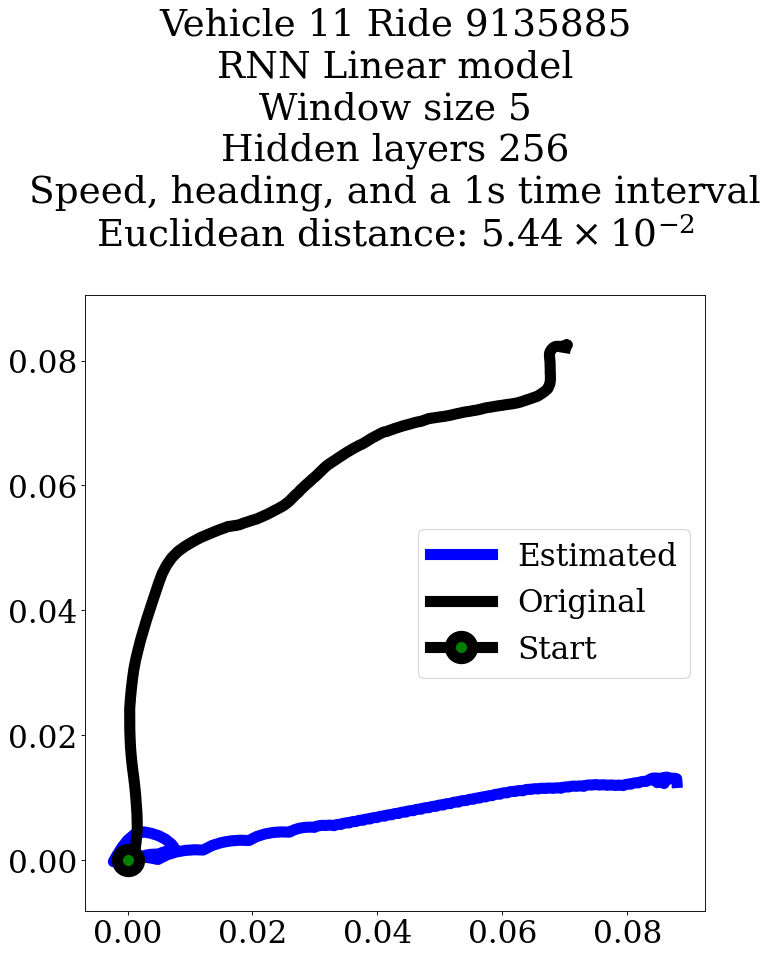 Vehicle 11 Ride 9135885
RNN Linear model
Window size 5
Hidden layers 256
Speed, heading, and a 1s time interval
Euclidean distance: 5.44 × 10⁻²
0.08
0.06
Estimated
Original
0.04
Start
0.02
0.00
0.00 0.02 0.04 0.06 0.08